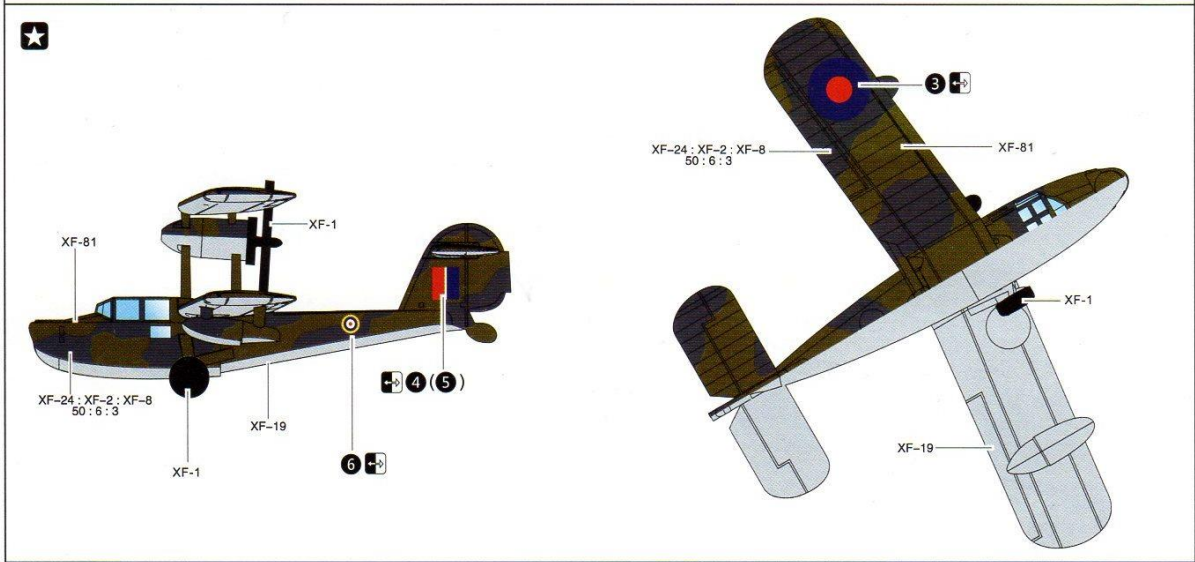 XF-81
XF-1
XF-24 : XF-2 : XF-8
50 : 6 : 3
XF-1
XF-19
4 ( 5 )
6
3
XF-24 : XF-2 : XF-8
50 : 6 : 3
XF-81
XF-1
XF-19